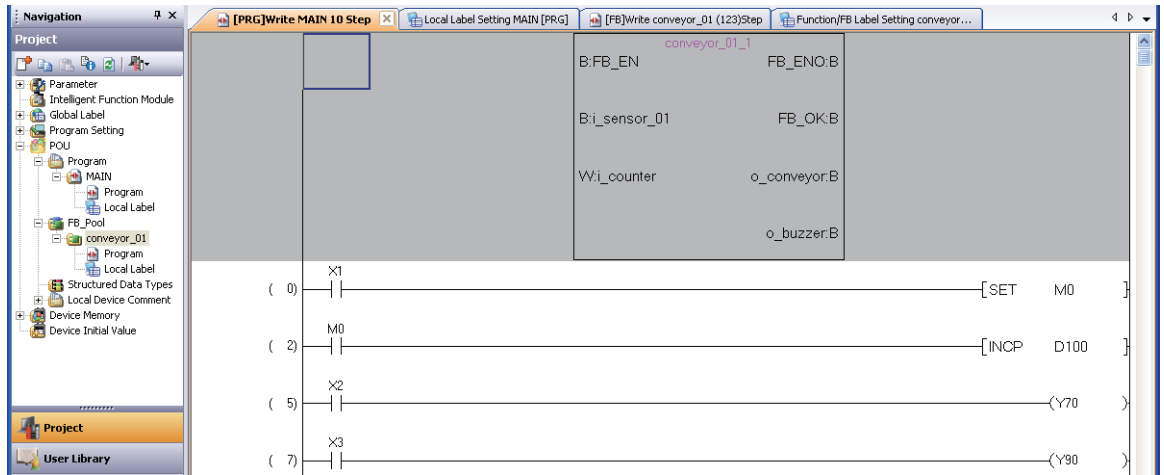 Navigation
[PRG]Write MAIN 10 Step
Local Label Setting MAIN [PRG]
[FB]Write conveyor_01 (123)Step
Function/FB Label Setting conveyor...
Project
Parameter
Intelligent Function Module
Global Label
Program Setting
POU
Program
MAIN
Program
Local Label
FB_Pool
conveyor_01
Program
Local Label
Structured Data Types
Local Device Comment
Device Memory
Device Initial Value
Project
User Library
conveyor_01_1
B:FB_EN FB_ENO:B
B:i_sensor_01 FB_OK:B
W:i_counter o_conveyor:B
o_buzzer:B
X1
( 0) [SET M0 ]
M0
( 2) [INCP D100 ]
X2
( 5) (Y70 )
X3
( 7) (Y90 )